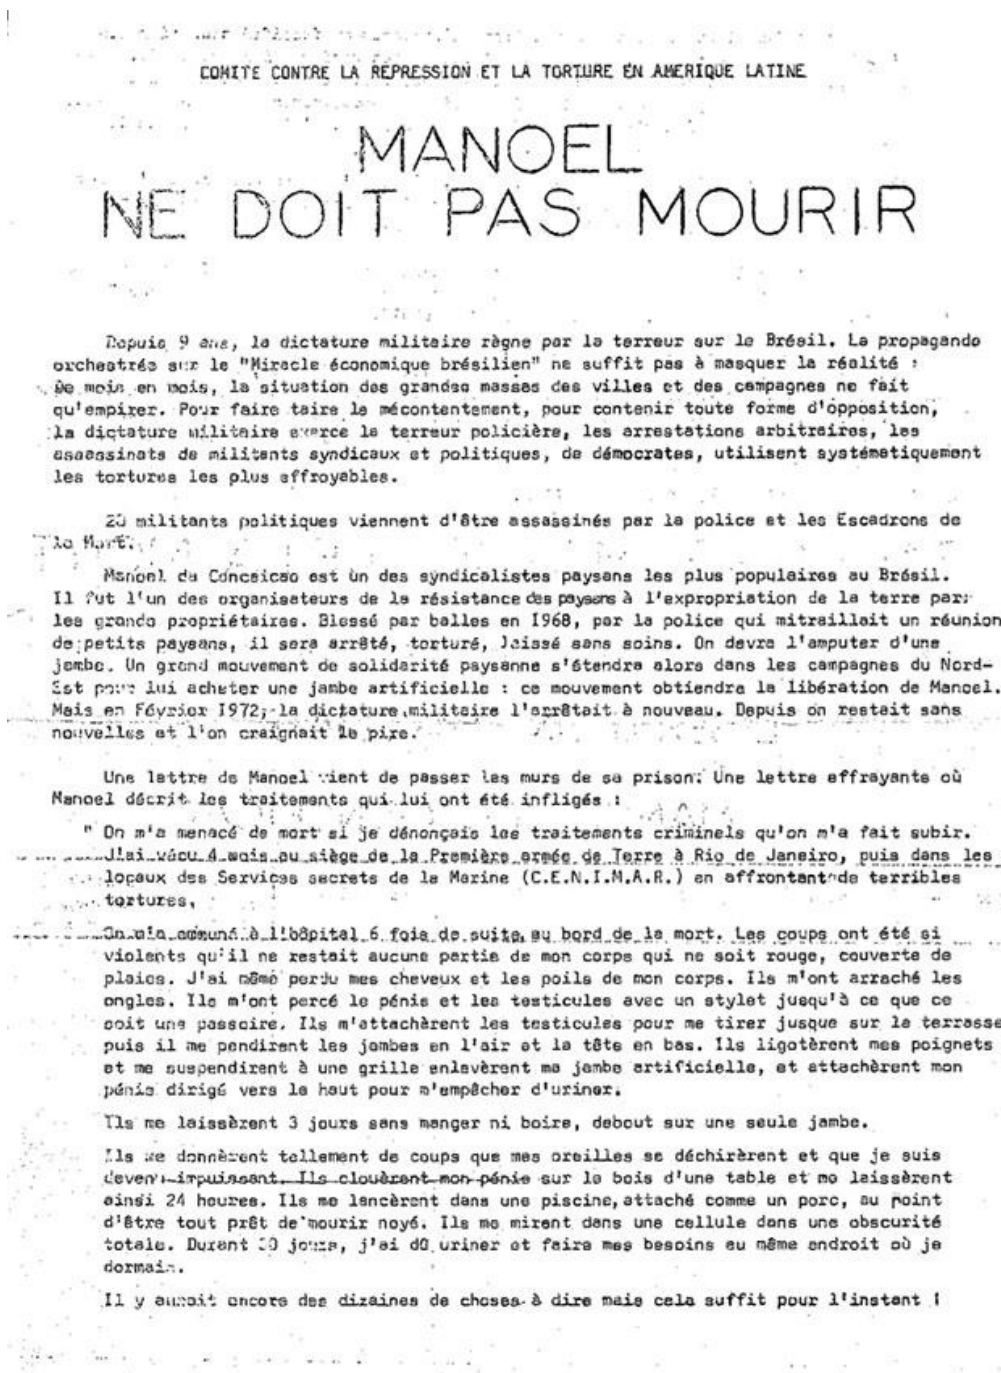 COMITE CONTRE LA REPRESSION ET LA TORTURE EN AMERIQUE LATINE
MANOEL
NE DOIT PAS MOURIR
Depuis 9 ans, la dictature militaire règne par la terreur sur le Brésil. La propagande
orchestrée sur le "Miracle économique brésilien" ne suffit pas à masquer la réalité :
De mois en mois, la situation des grandes masses des villes et des campagnes ne fait
qu'empirer. Pour faire taire le mécontentement, pour contenir toute forme d'opposition,
la dictature militaire exerce la terreur policière, les arrestations arbitraires, les
assassinats de militants syndicaux et politiques, de démocrates, utilisent systématiquement
les tortures les plus effroyables.
militants politiques viennent d'être assassinés par la police et les Escadrons de
la Mort.
Manoel da Conceicao est un des syndicalistes paysans les plus populaires au Brésil.
Il fut l'un des organisateurs de la résistance des paysans à l'expropriation de la terre par
les grands propriétaires. Blessé par balles en 1968, par la police qui mitraillait un réunion
de petits paysans, il sera arrêté, torturé, laissé sans soins. On devra l'amputer d'une
jambe. Un grand mouvement de solidarité paysanne s'étendra alors dans les campagnes du Nord-
Est pour lui acheter une jambe artificielle : ce mouvement obtiendra la libération de Manoel.
Mais en Février 1972, la dictature militaire l'arrêtait à nouveau. Depuis on restait sans
nouvelles et l'on craignait le pire.
Une lettre de Manoel vient de passer les murs de sa prison. Une lettre effrayante où
Manoel décrit les traitements qui lui ont été infligés :
" On m'a menacé de mort si je dénonçais les traitements criminels qu'on m'a fait subir.
J'ai vécu 4 mois au siège de la Première armée de Terre à Rio de Janeiro, puis dans les
locaux des Services secrets de la Marine (C.E.N.I.M.A.R.) en affrontant de terribles
tortures,
On m'a emmené à l'hôpital 6 fois de suite, au bord de la mort. Les coups ont été si
violents qu'il ne restait aucune partie de mon corps qui ne soit rouge, couverte de
plaies. J'ai même perdu mes cheveux et les poils de mon corps. Ils m'ont arraché les
ongles. Ils m'ont percé le pénis et les testicules avec un stylet jusqu'à ce que ce
soit une passoire. Ils m'attachèrent les testicules pour me tirer jusque sur la terrasse
puis il me pendirent les jambes en l'air et la tête en bas. Ils ligotèrent mes poignets
et me suspendirent à une grille enlevèrent ma jambe artificielle, et attachèrent mon
pénis dirigé vers le haut pour m'empêcher d'uriner.
Ils me laissèrent 3 jours sans manger ni boire, debout sur une seule jambe.
Ils me donnèrent tellement de coups que mes oreilles se déchirèrent et que je suis
devenu impuissant. Ils clouèrent mon pénis sur le bois d'une table et me laissèrent
ainsi 24 heures. Ils me lancèrent dans une piscine, attaché comme un porc, au point
d'être tout prêt de mourir noyé. Ils me mirent dans une cellule dans une obscurité
totale. Durant jours, j'ai dû uriner et faire mes besoins au même endroit où je
dormais.
Il y aurait encore des dizaines de choses à dire mais cela suffit pour l'instant !